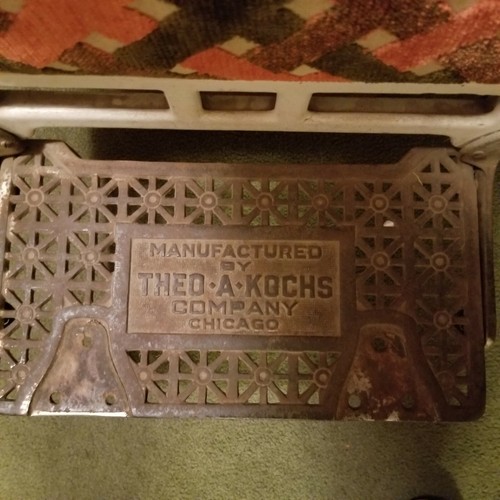 MANUFACTURED
BY
THEO·A·KOCHS
COMPANY
CHICAGO